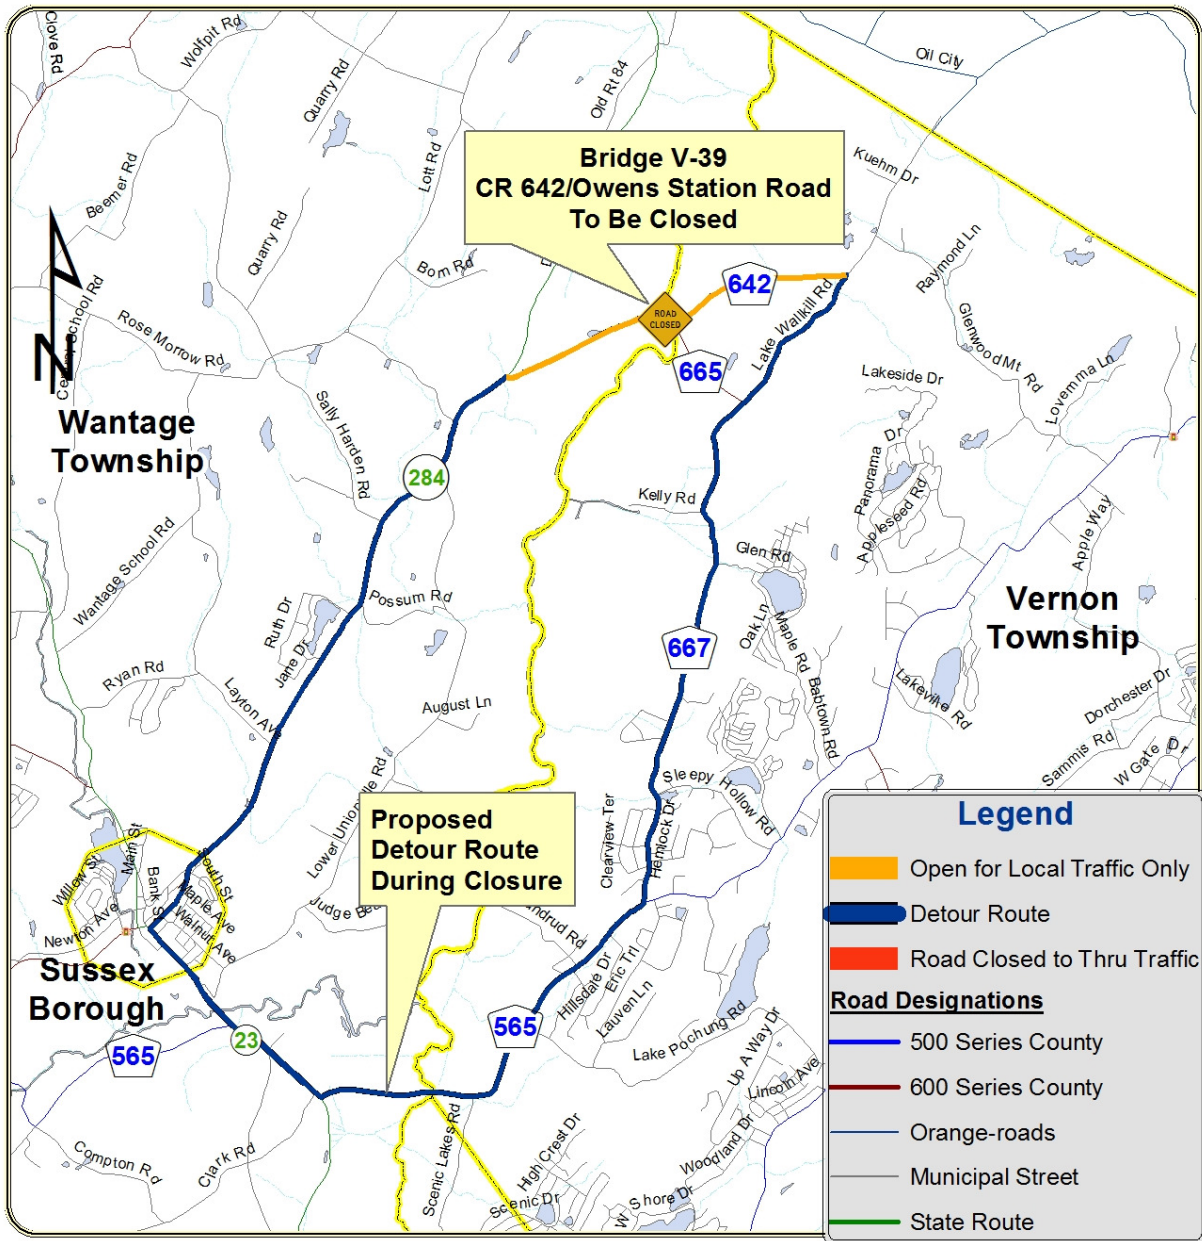 Clove Rd
Wolfpit Rd
Quarry Rd
Old Rt 84
Oil City
Beemer Rd
Lott Rd
Bridge V-39
CR 642/Owens Station Road
To Be Closed
Kuehm Dr
Quarry Rd
Born Rd
Raymond Ln
642
ROAD
CLOSED
Lake Wallkill Rd
N
Rose Morrow Rd
665
Glenwood Mt Rd
Lovemma Ln
Lakeside Dr
Wantage
Township
Sally Harden Rd
284
Panorama Dr
Appleseed Rd
Kelly Rd
Apple Way
Wantage School Rd
Glen Rd
Possum Rd
Ruth Dr
Jane Dr
Oak Ln
Maple Rd
Vernon
Township
667
Ryan Rd
Layton Ave
August Ln
Babtown Rd
Lakeville Rd
Dorchester Dr
Sammis Rd
W Gate Dr
Sleepy Hollow Rd
Clearview Ter
Hemlock Dr
Proposed
Detour Route
During Closure
Main St
Willow St
Bank St
South St
Maple Ave
Walnut Ave
Newton Ave
Sussex
Borough
Hillsdale Dr
Eric Trl
Lauven Ln
Lake Pochung Rd
565
565
23
Up A Way Dr
Lincoln Ave
Woodland Dr
Compton Rd
Clark Rd
Scenic Lakes Rd
High Crest Dr
Scenic Dr
W Shore Dr
Legend
Open for Local Traffic Only
Detour Route
Road Closed to Thru Traffic
Road Designations
500 Series County
600 Series County
Orange-roads
Municipal Street
State Route